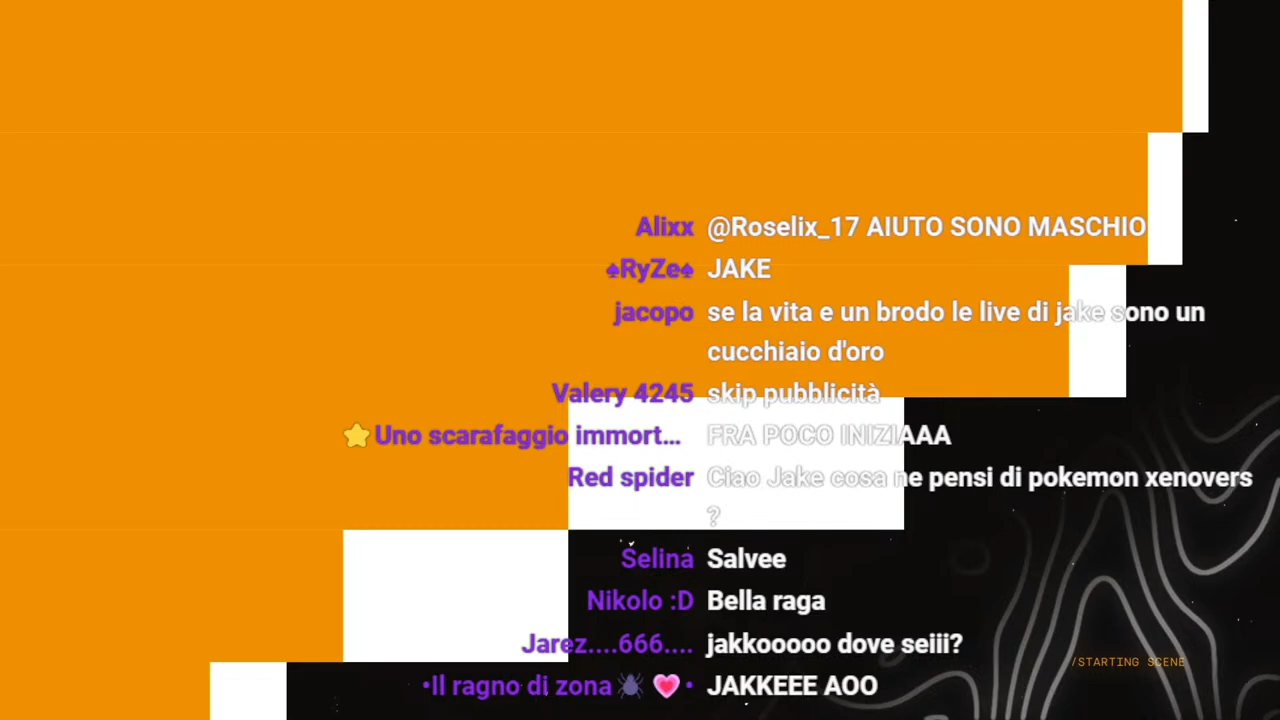 Alixx @Roselix_17 AIUTO SONO MASCHIO
♠RyZe♠ JAKE
jacopo se la vita e un brodo le live di jake sono un
cucchiaio d'oro
Valery 4245 skip pubblicità
⭐Uno scarafaggio immort... FRA POCO INIZIAAA
Red spider Ciao Jake cosa ne pensi di pokemon xenovers
?
Selina Salvee
Nikolo :D Bella raga
Jarez....666.... jakkooooo dove seiii?
/STARTING SCENE
•Il ragno di zona 🕷️ 💗 • JAKKEEE AOO